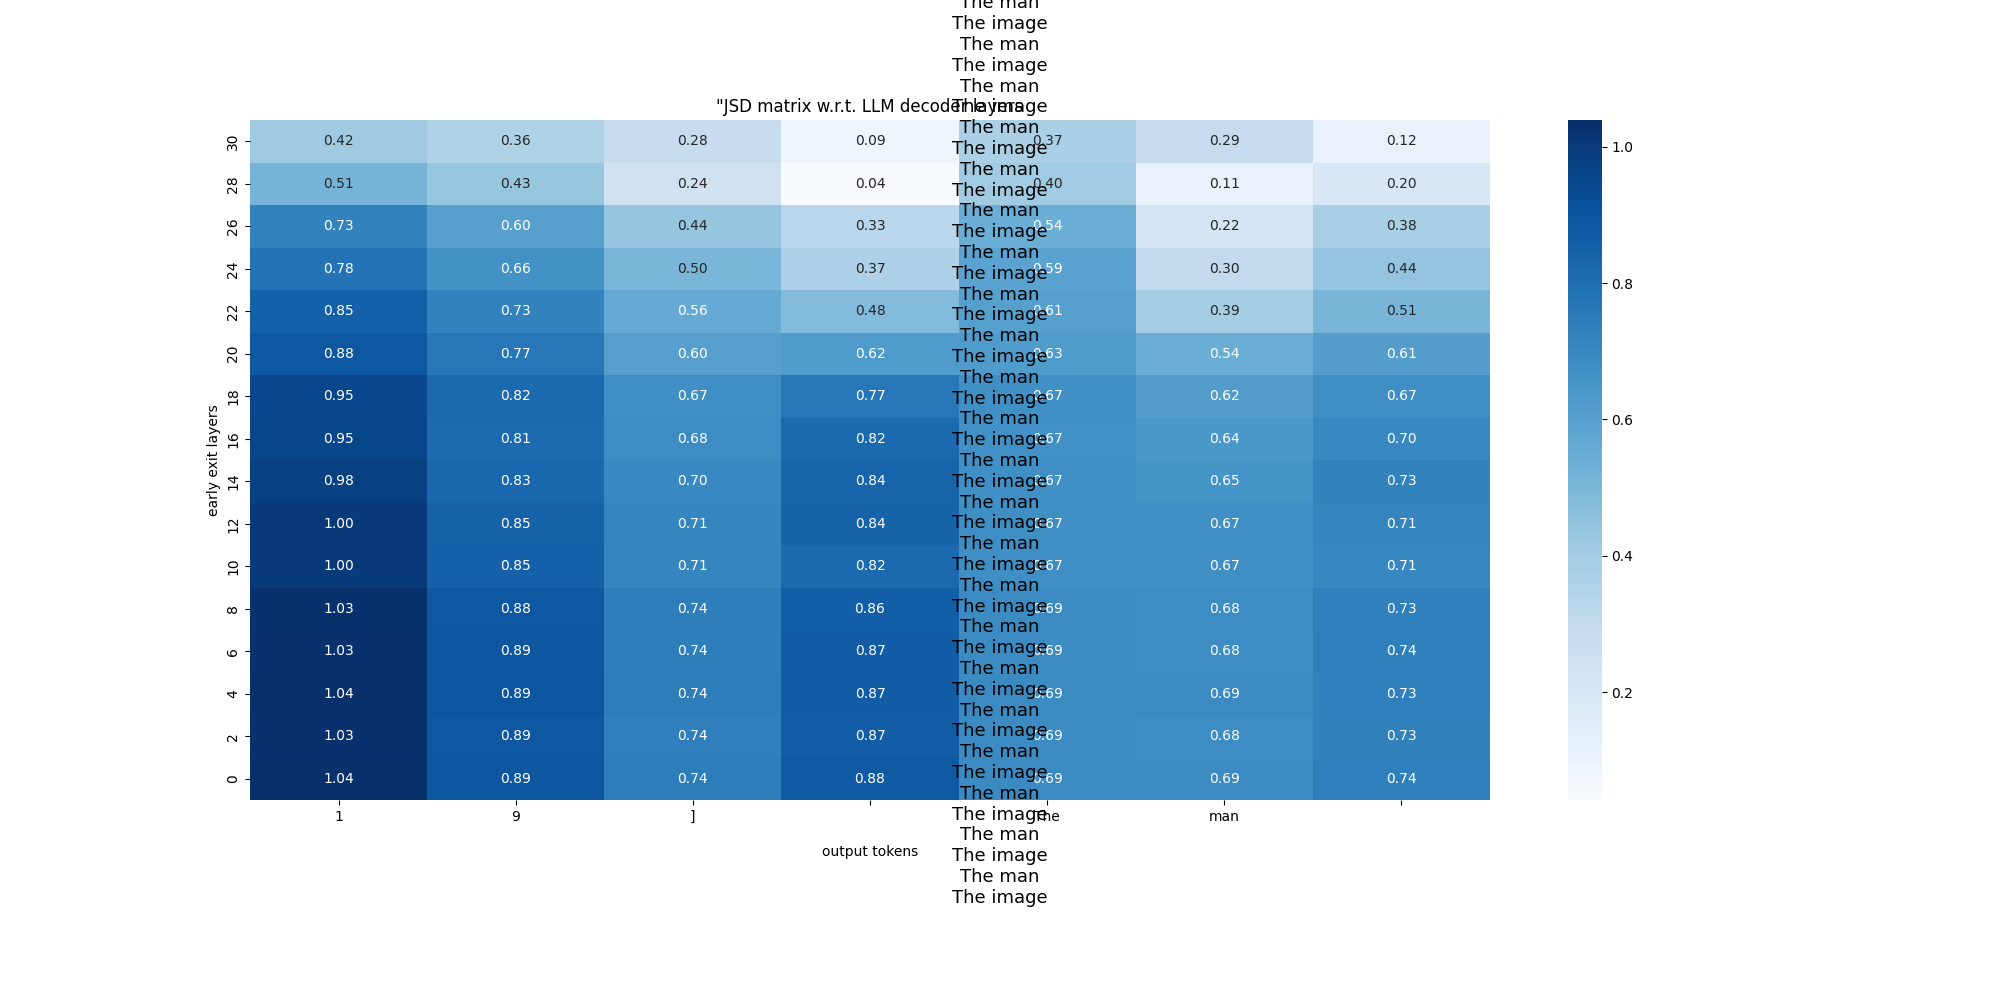 The man
The image
The man
The image
The man
The image
The man
The image
The man
The image
The man
The image
The man
The image
The man
The image
The man
The image
The man
The image
The man
The image
The man
The image
The man
The image
The man
The image
The man
The image
The man
The image
The man
The image
The man
The image
The man
The image
The man
The image
The man
The image
The man
The image
"JSD matrix w.r.t. LLM decoder layers
30 0.42 0.36 0.28 0.09 0.37 0.29 0.12
28 0.51 0.43 0.24 0.04 0.40 0.11 0.20
26 0.73 0.60 0.44 0.33 0.54 0.22 0.38
24 0.78 0.66 0.50 0.37 0.59 0.30 0.44
22 0.85 0.73 0.56 0.48 0.61 0.39 0.51
20 0.88 0.77 0.60 0.62 0.63 0.54 0.61
18 0.95 0.82 0.67 0.77 0.67 0.62 0.67
16 0.95 0.81 0.68 0.82 0.67 0.64 0.70
14 0.98 0.83 0.70 0.84 0.67 0.65 0.73
12 1.00 0.85 0.71 0.84 0.67 0.67 0.71
10 1.00 0.85 0.71 0.82 0.67 0.67 0.71
8 1.03 0.88 0.74 0.86 0.69 0.68 0.73
6 1.03 0.89 0.74 0.87 0.69 0.68 0.74
4 1.04 0.89 0.74 0.87 0.69 0.69 0.73
2 1.03 0.89 0.74 0.87 0.69 0.68 0.73
0 1.04 0.89 0.74 0.88 0.69 0.69 0.74
early exit layers
1 9 ] The man
output tokens
1.0
0.8
0.6
0.4
0.2